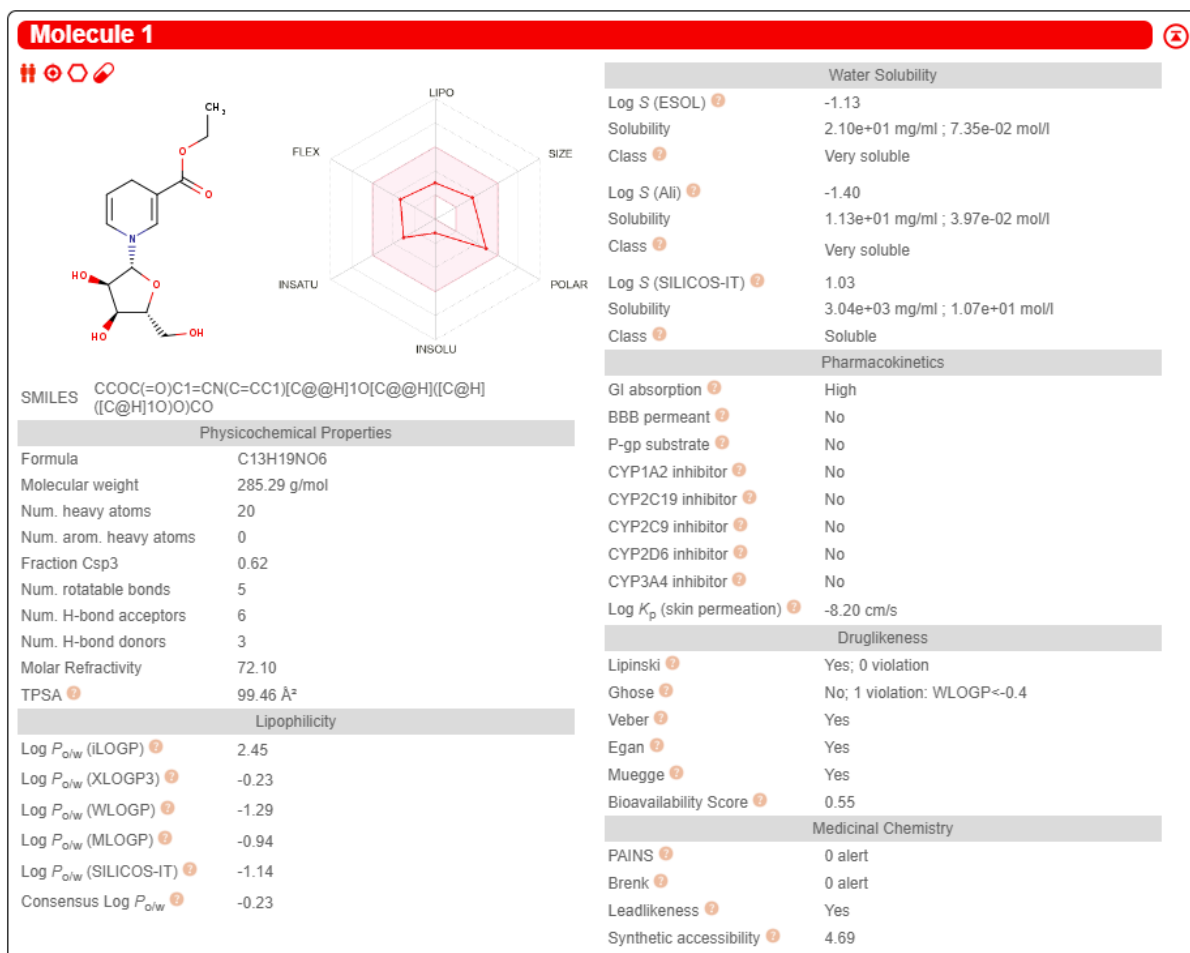 Molecule 1
CH3
O
O
N
HO
O
HO
OH
LIPO
FLEX
SIZE
INSATU
POLAR
INSOLU
SMILES CCOC(=O)C1=CN(C=CC1)[C@@H]1O[C@@H]([C@H]
([C@H]1O)O)CO
Physicochemical Properties
Formula C13H19NO6
Molecular weight 285.29 g/mol
Num. heavy atoms 20
Num. arom. heavy atoms 0
Fraction Csp3 0.62
Num. rotatable bonds 5
Num. H-bond acceptors 6
Num. H-bond donors 3
Molar Refractivity 72.10
TPSA ? 99.46 Å²
Lipophilicity
Log Po/w (iLOGP) ? 2.45
Log Po/w (XLOGP3) ? -0.23
Log Po/w (WLOGP) ? -1.29
Log Po/w (MLOGP) ? -0.94
Log Po/w (SILICOS-IT) ? -1.14
Consensus Log Po/w ? -0.23
Water Solubility
Log S (ESOL) ? -1.13
Solubility 2.10e+01 mg/ml ; 7.35e-02 mol/l
Class ? Very soluble
Log S (Ali) ? -1.40
Solubility 1.13e+01 mg/ml ; 3.97e-02 mol/l
Class ? Very soluble
Log S (SILICOS-IT) ? 1.03
Solubility 3.04e+03 mg/ml ; 1.07e+01 mol/l
Class ? Soluble
Pharmacokinetics
GI absorption ? High
BBB permeant ? No
P-gp substrate ? No
CYP1A2 inhibitor ? No
CYP2C19 inhibitor ? No
CYP2C9 inhibitor ? No
CYP2D6 inhibitor ? No
CYP3A4 inhibitor ? No
Log Kp (skin permeation) ? -8.20 cm/s
Druglikeness
Lipinski ? Yes; 0 violation
Ghose ? No; 1 violation: WLOGP<-0.4
Veber ? Yes
Egan ? Yes
Muegge ? Yes
Bioavailability Score ? 0.55
Medicinal Chemistry
PAINS ? 0 alert
Brenk ? 0 alert
Leadlikeness ? Yes
Synthetic accessibility ? 4.69